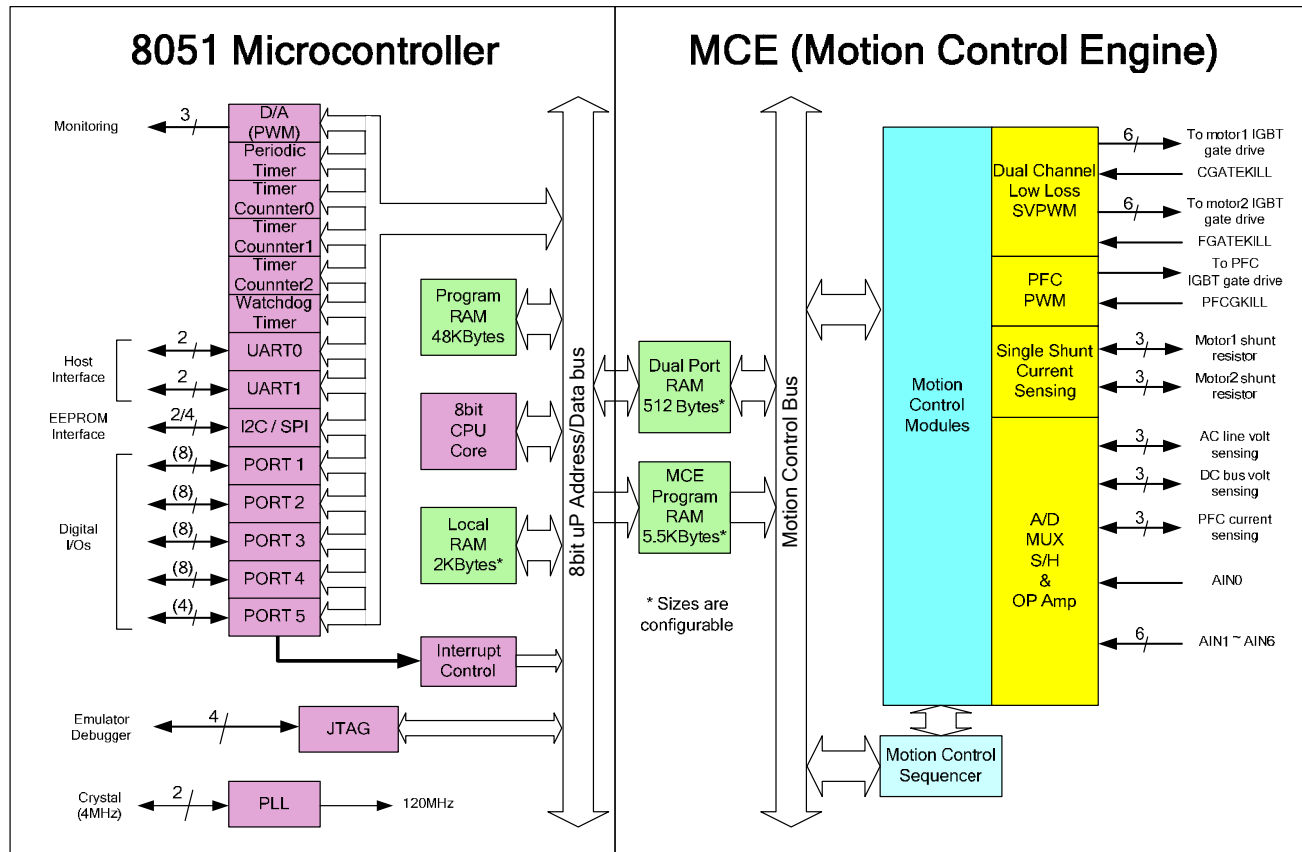 8051 Microcontroller
MCE (Motion Control Engine)
Monitoring
3
D/A
(PWM)
Periodic
Timer
Timer
Counnter0
Timer
Counnter1
Timer
Counnter2
Watchdog
Timer
Host
Interface
2
UART0
2
UART1
EEPROM
Interface
2/4
I2C / SPI
Digital
I/Os
(8)
PORT 1
(8)
PORT 2
(8)
PORT 3
(8)
PORT 4
(4)
PORT 5
Interrupt
Control
Emulator
Debugger
4
JTAG
Crystal
(4MHz)
2
PLL
120MHz
Program
RAM
48KBytes
8bit
CPU
Core
Local
RAM
2KBytes*
8bit uP Address/Data bus
Dual Port
RAM
512 Bytes*
MCE
Program
RAM
5.5KBytes*
* Sizes are
configurable
Motion Control Bus
Motion
Control
Modules
Motion Control
Sequencer
Dual Channel
Low Loss
SVPWM
PFC
PWM
Single Shunt
Current
Sensing
A/D
MUX
S/H
&
OP Amp
6
To motor1 IGBT
gate drive
CGATEKILL
6
To motor2 IGBT
gate drive
FGATEKILL
To PFC
IGBT gate drive
PFCGKILL
3
Motor1 shunt
resistor
3
Motor2 shunt
resistor
3
AC line volt
sensing
3
DC bus volt
sensing
3
PFC current
sensing
AIN0
6
AIN1 ~ AIN6